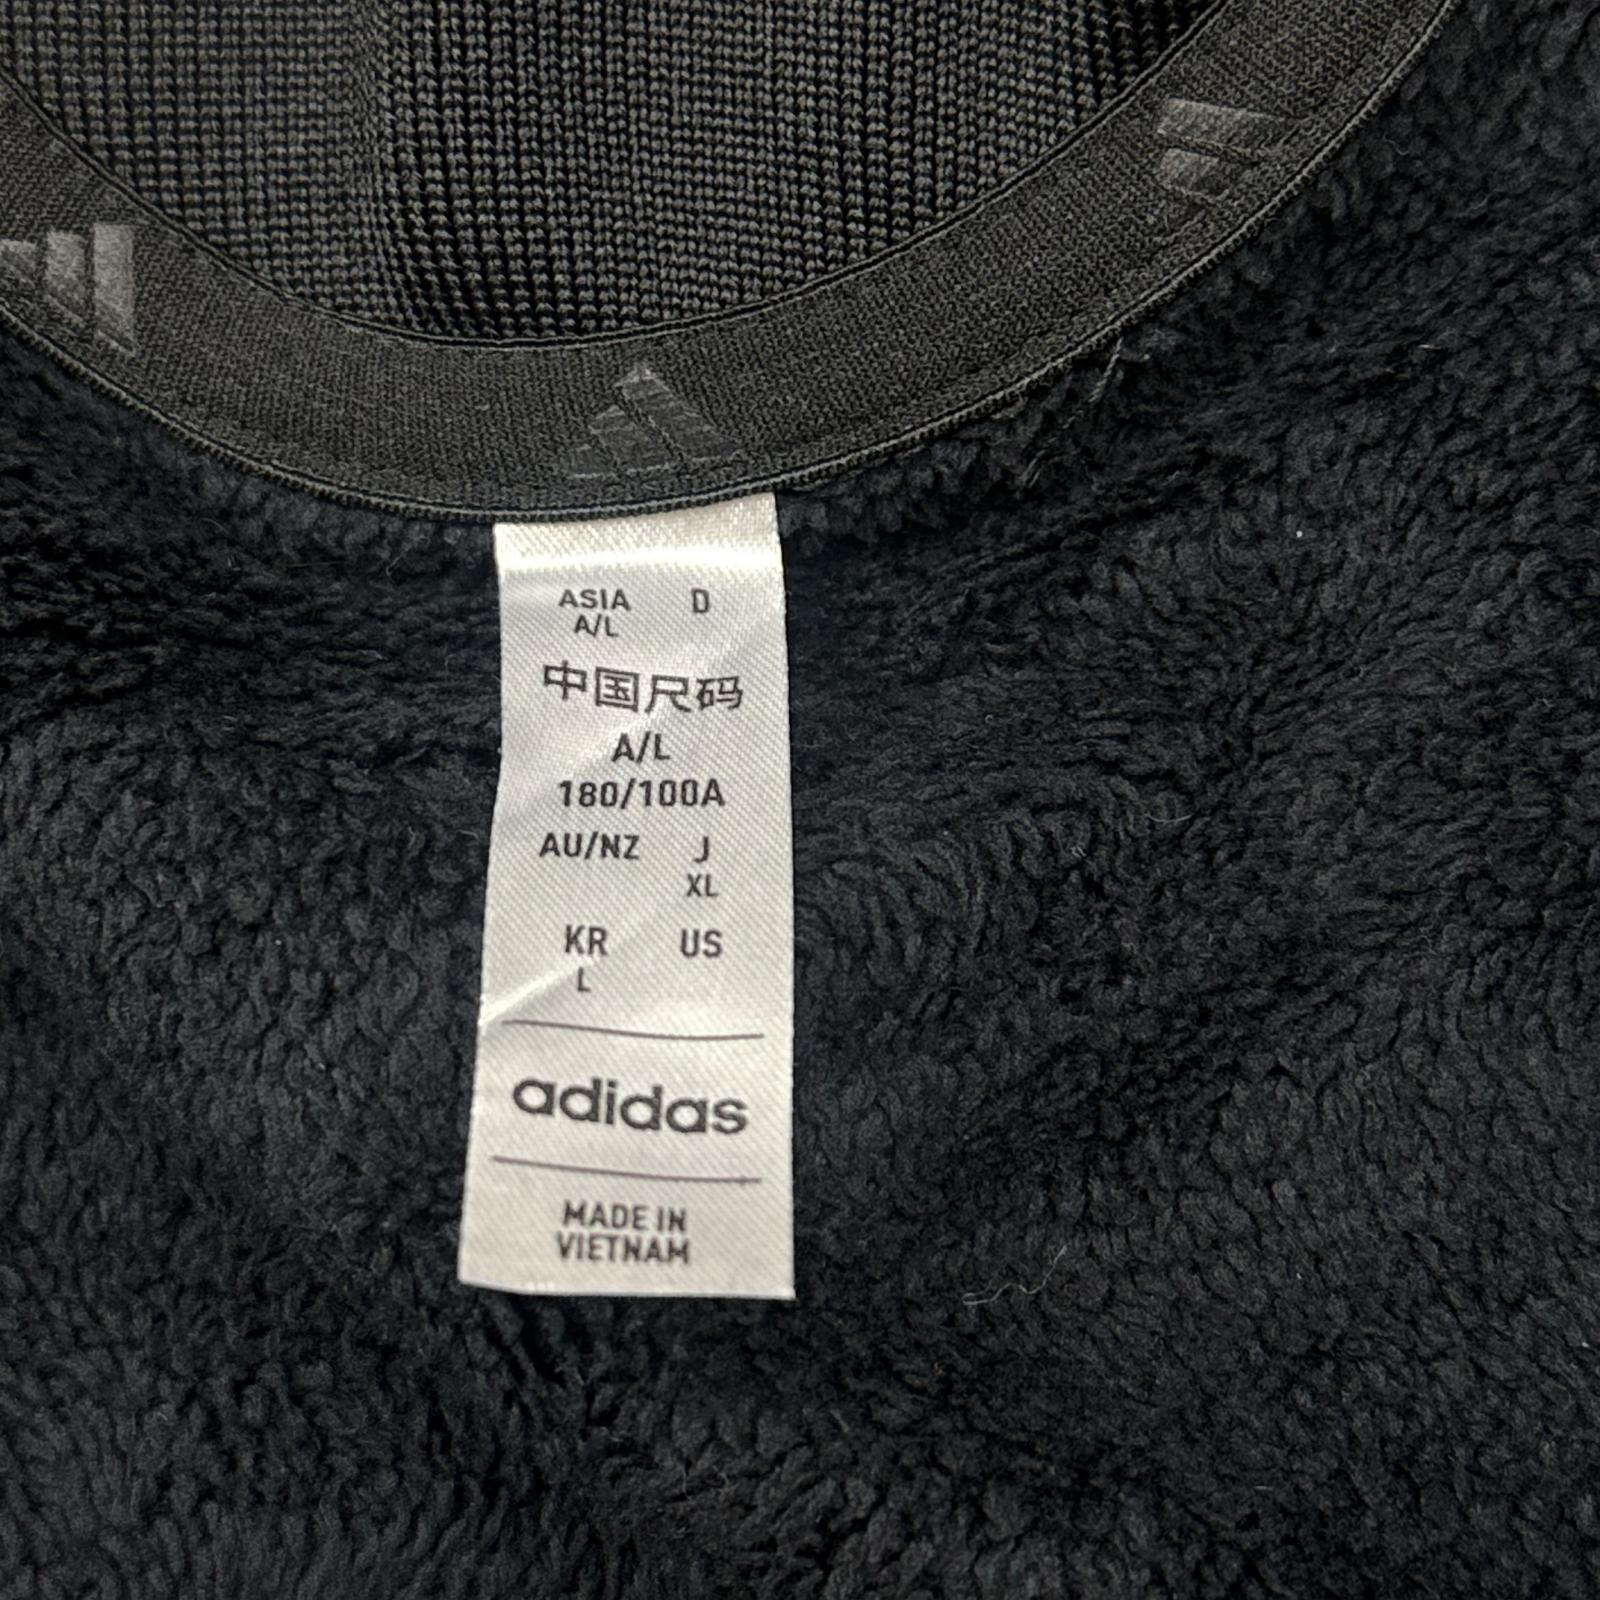 ASIA D
A/L
中国尺码
A/L
180/100A
AU/NZ J
XL
KR US
L
adidas
MADE IN
VIETNAM